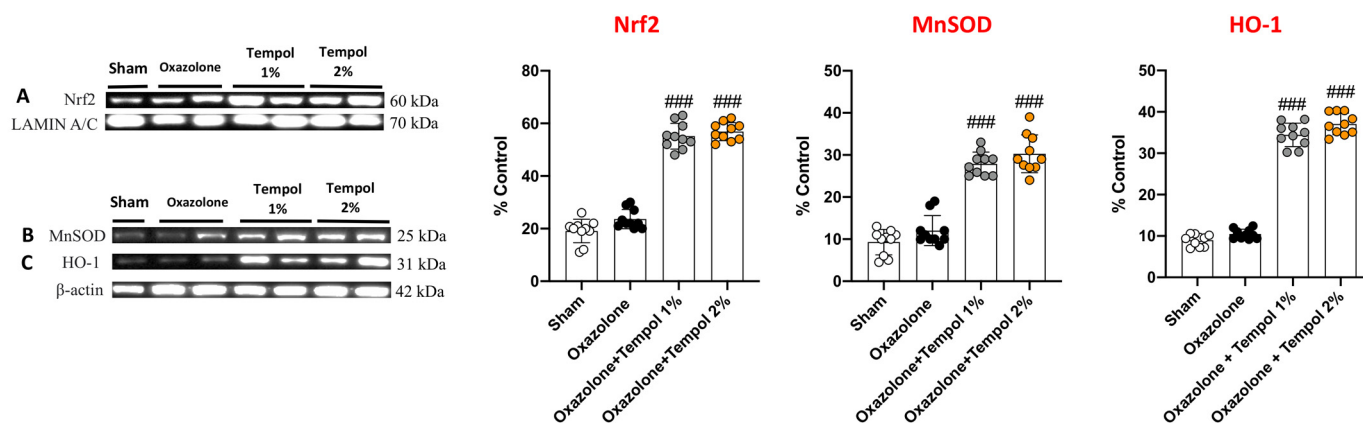 Sham
Oxazolone
Tempol
1%
Tempol
2%
A
Nrf2
60 kDa
LAMIN A/C
70 kDa
Sham
Oxazolone
Tempol
1%
Tempol
2%
B
MnSOD
25 kDa
C
HO-1
31 kDa
β-actin
42 kDa
Nrf2
% Control
80
60
40
20
0
###
###
Sham
Oxazolone
Oxazolone+Tempol 1%
Oxazolone+Tempol 2%
MnSOD
% Control
50
40
30
20
10
0
###
###
Sham
Oxazolone
Oxazolone+Tempol 1%
Oxazolone+Tempol 2%
HO-1
% Control
50
40
30
20
10
0
###
###
Sham
Oxazolone
Oxazolone + Tempol 1%
Oxazolone + Tempol 2%